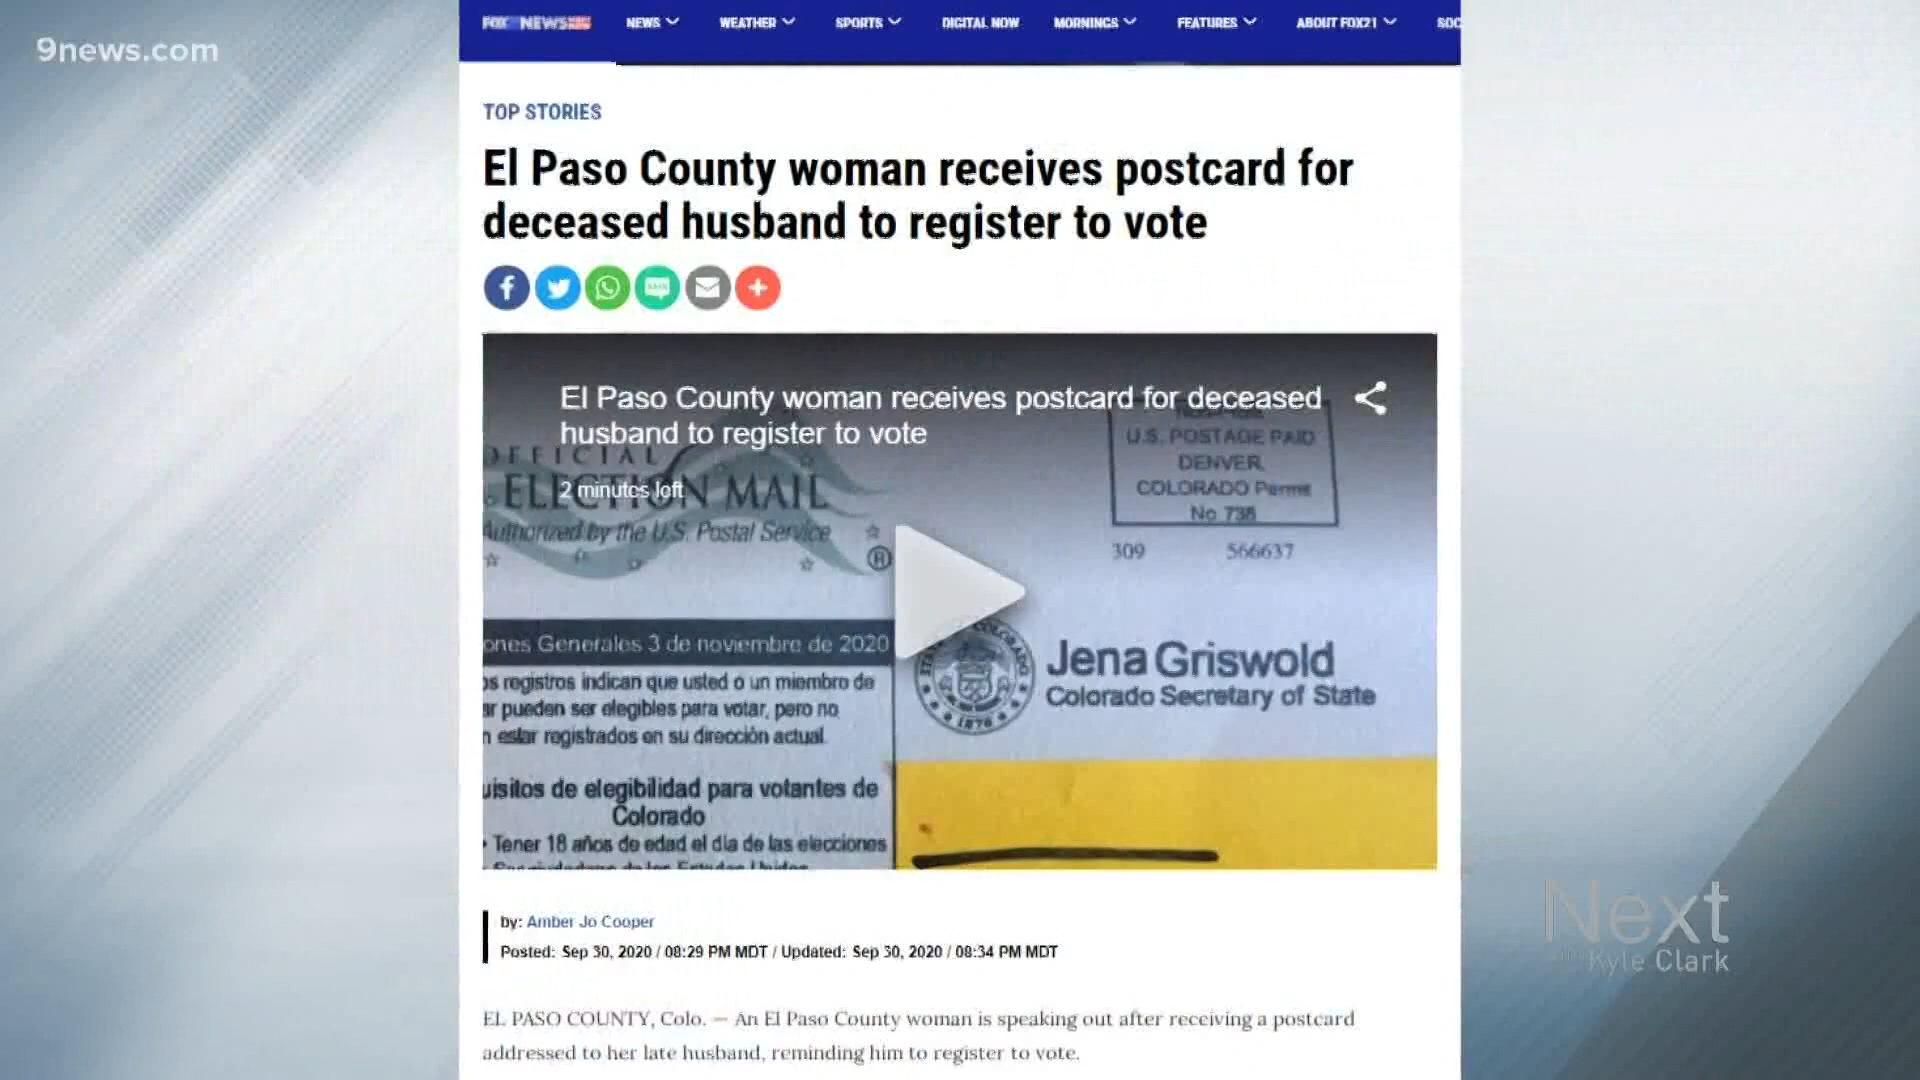 9news.com
FOX NEWS
NEWS WEATHER SPORTS DIGITAL NOW MORNINGS FEATURES ABOUT FOX21 SOC
TOP STORIES
El Paso County woman receives postcard for
deceased husband to register to vote
El Paso County woman receives postcard for deceased
husband to register to vote
2 minutes left
OFFICIAL
ELECTION MAIL
Authorized by the U.S. Postal Service
®
U.S. POSTAGE PAID
DENVER,
COLORADO Permit
No 738
309 566637
ones Generales 3 de noviembre de 2020
os registros indican que usted o un miembro de
ar pueden ser elegibles para votar, pero no
n estar registrados en su dirección actual.
uisitos de elegibilidad para votantes de
Colorado
• Tener 18 años de edad el día de las elecciones
STATE COLORADO
1876
Jena Griswold
Colorado Secretary of State
by: Amber Jo Cooper
Posted: Sep 30, 2020 / 08:29 PM MDT / Updated: Sep 30, 2020 / 08:34 PM MDT
EL PASO COUNTY, Colo. — An El Paso County woman is speaking out after receiving a postcard
addressed to her late husband, reminding him to register to vote.
Next
with Kyle Clark